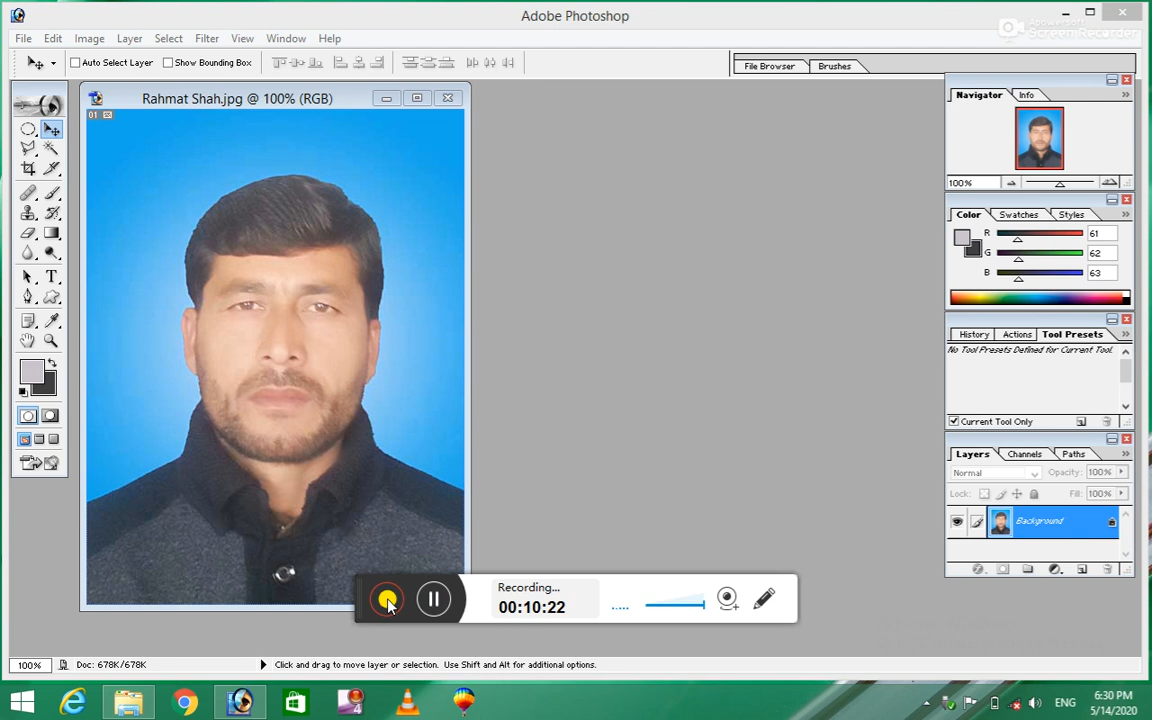 Adobe Photoshop
Apowersoft
Screen Recorder
File Edit Image Layer Select Filter View Window Help
Auto Select Layer Show Bounding Box
File Browser Brushes
Rahmat Shah.jpg @ 100% (RGB)
01
Navigator Info
100%
Color Swatches Styles
R 61
G 62
B 63
History Actions Tool Presets
No Tool Presets Defined for Current Tool.
Current Tool Only
Layers Channels Paths
Normal Opacity: 100%
Lock: Fill: 100%
Background
Recording...
00:10:22
100% Doc: 678K/678K Click and drag to move layer or selection. Use Shift and Alt for additional options.
ENG
6:30 PM
5/14/2020